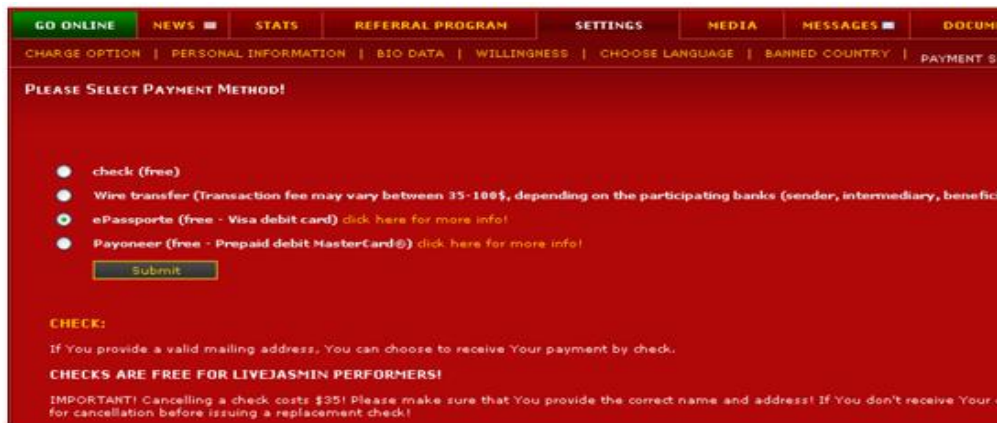 GO ONLINE NEWS STATS REFERRAL PROGRAM SETTINGS MEDIA MESSAGES DOCUM
CHARGE OPTION | PERSONAL INFORMATION | BIO DATA | WILLINGNESS | CHOOSE LANGUAGE | BANNED COUNTRY | PAYMENT S
PLEASE SELECT PAYMENT METHOD!
check (free)
Wire transfer (Transaction fee may vary between 35-100$, depending on the participating banks (sender, intermediary, benefic
ePassporte (free - Visa debit card) click here for more info!
Payoneer (free - Prepaid debit MasterCard®) click here for more info!
Submit
CHECK:
If You provide a valid mailing address, You can choose to receive Your payment by check.
CHECKS ARE FREE FOR LIVEJASMIN PERFORMERS!
IMPORTANT! Cancelling a check costs $35! Please make sure that You provide the correct name and address! If You don't receive Your
for cancellation before issuing a replacement check!